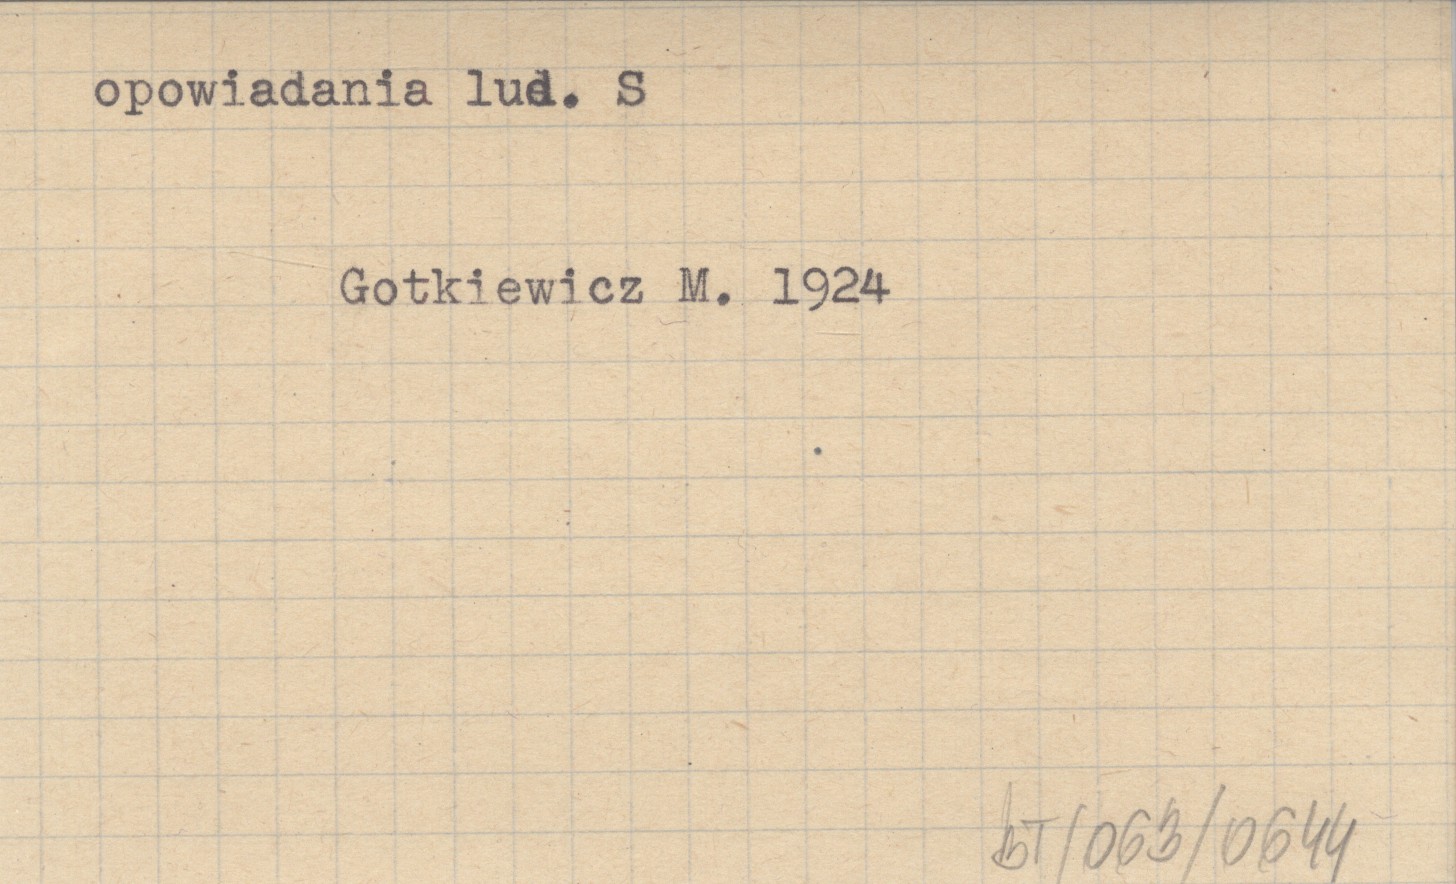 opowiadania lud. S
Gotkiewicz M. 1924
BT/063/0644